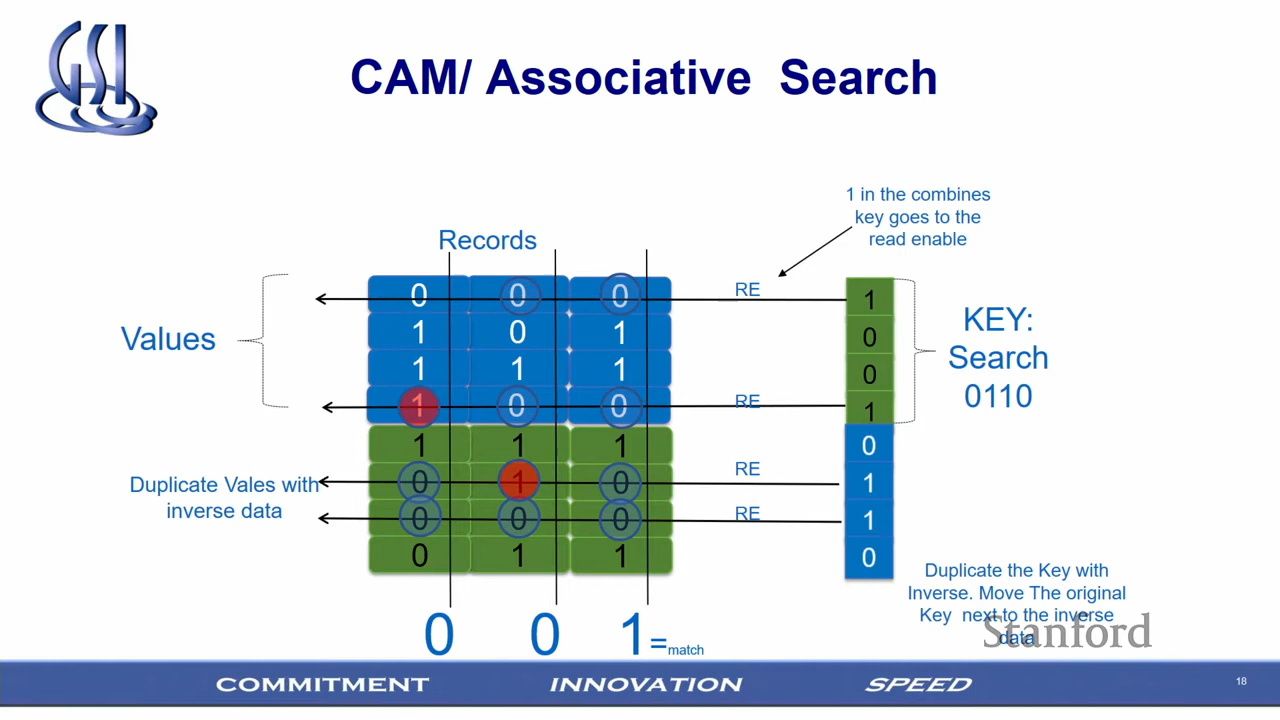 GSI
CAM/ Associative  Search
1 in the combines
key goes to the
read enable
Records
Values
0 0 0 RE 1
1 0 1 0
1 1 1 0
1 0 0 RE 1
1 1 1 0
0 1 0 RE 1
0 0 0 RE 1
0 1 1 0
KEY:
Search
0110
Duplicate Vales with
inverse data
Duplicate the Key with
Inverse. Move The original
Key  next to the inverse
data
Stanford
0 0 1 =match
COMMITMENT INNOVATION SPEED 18